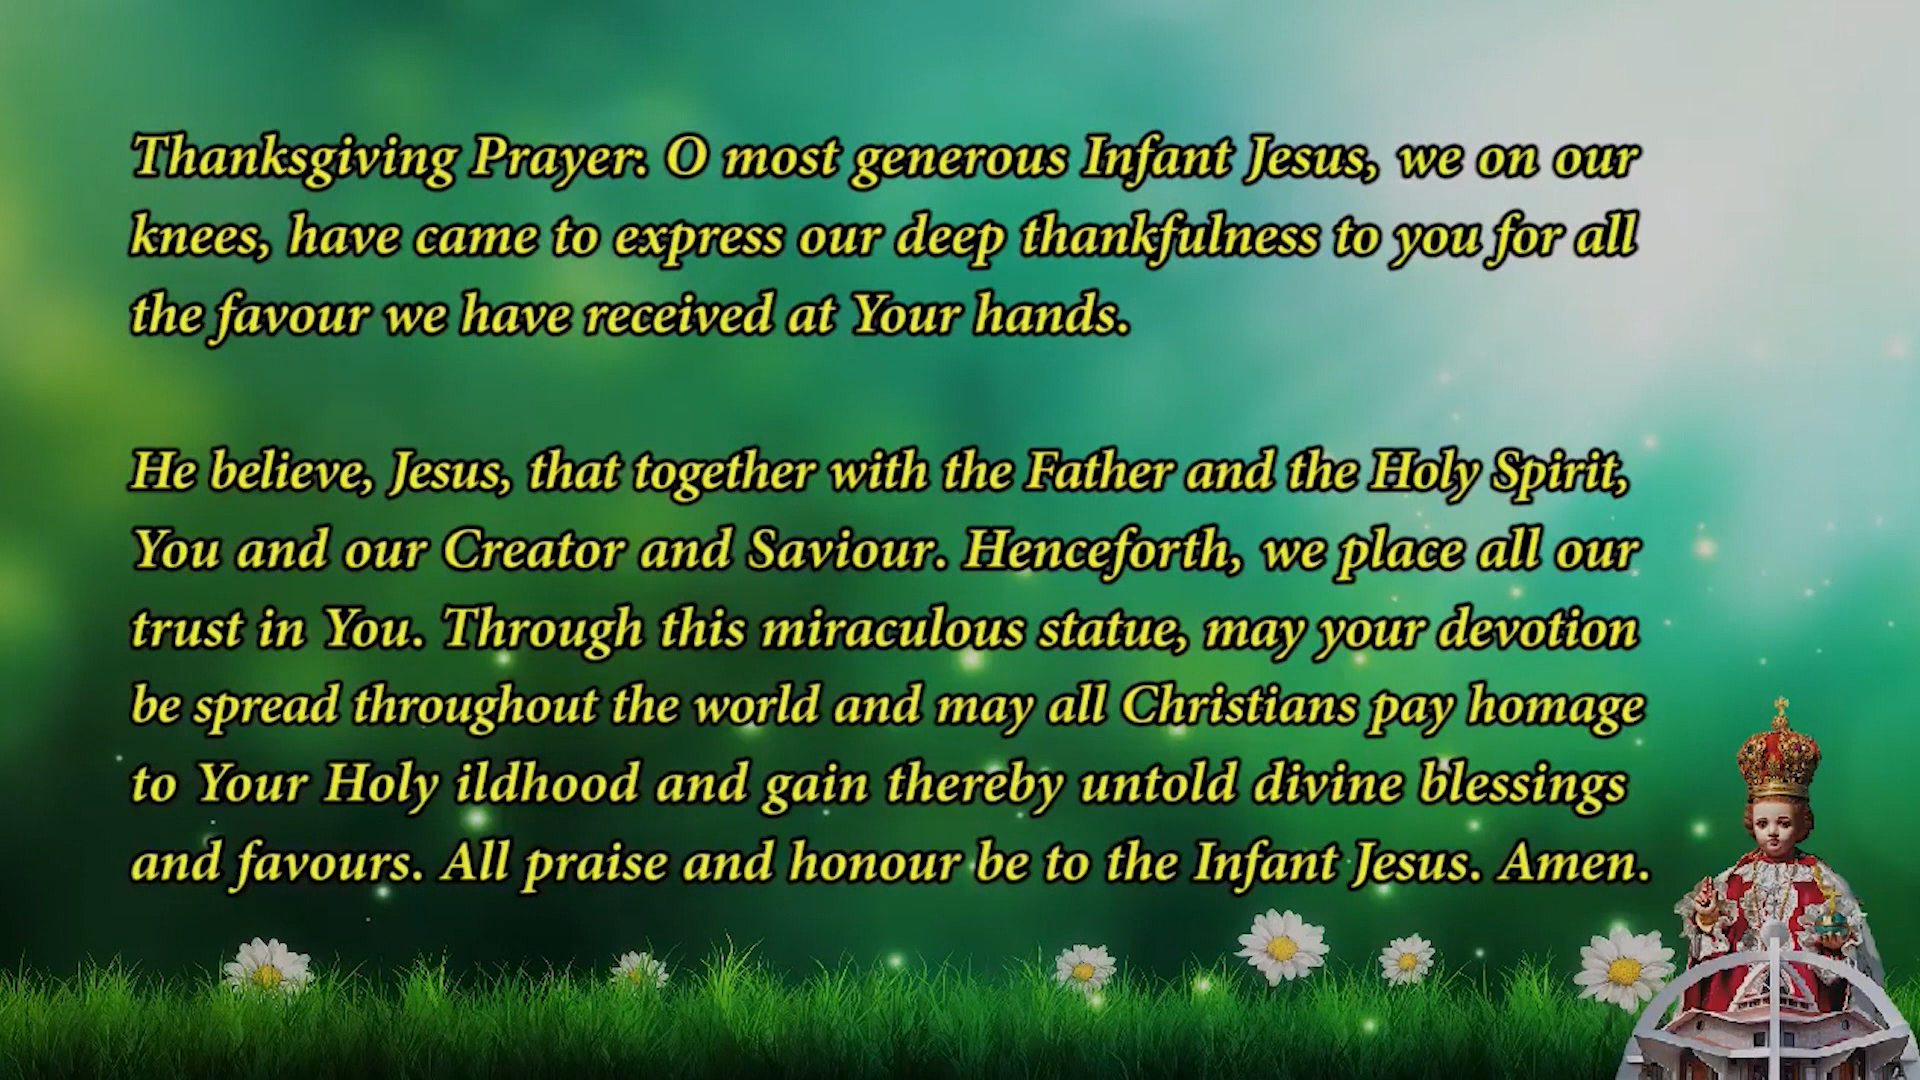 Thanksgiving Prayer: O most generous Infant Jesus, we on our
knees, have came to express our deep thankfulness to you for all
the favour we have received at Your hands.
He believe, Jesus, that together with the Father and the Holy Spirit,
You and our Creator and Saviour. Henceforth, we place all our
trust in You. Through this miraculous statue, may your devotion
be spread throughout the world and may all Christians pay homage
to Your Holy ildhood and gain thereby untold divine blessings
and favours. All praise and honour be to the Infant Jesus. Amen.